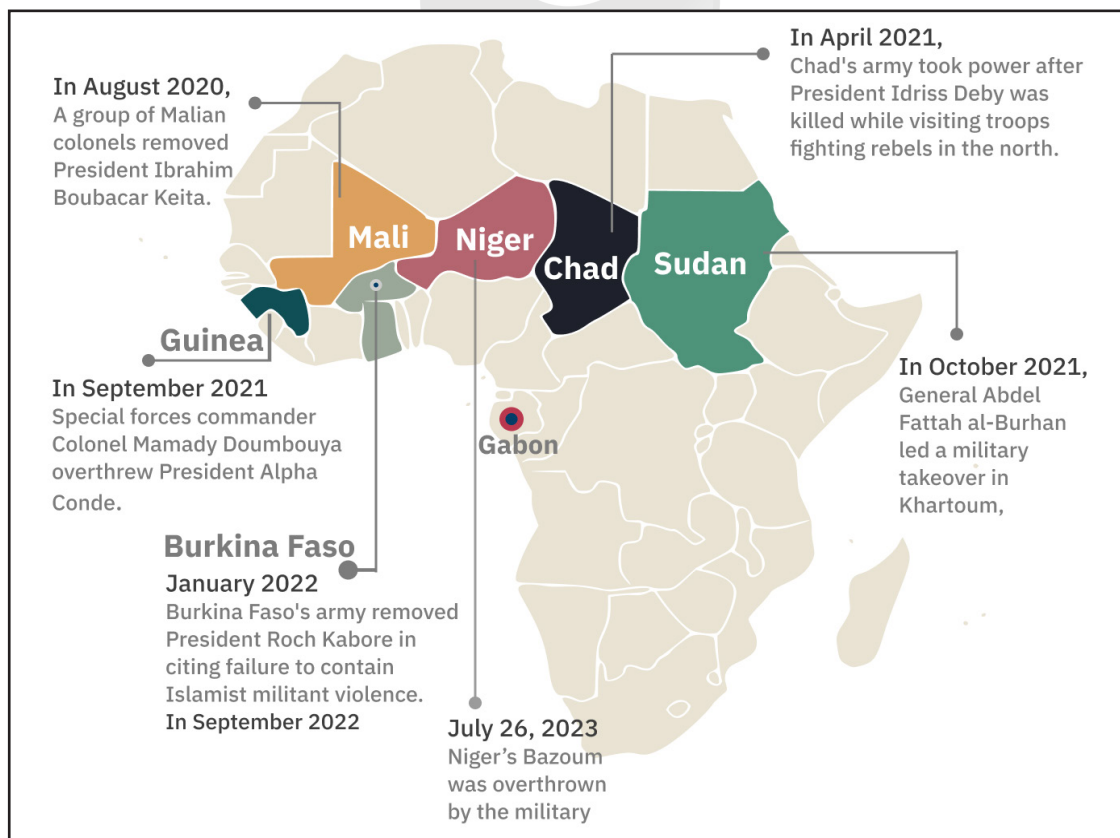 In August 2020,
A group of Malian
colonels removed
President Ibrahim
Boubacar Keita.
In April 2021,
Chad's army took power after
President Idriss Deby was
killed while visiting troops
fighting rebels in the north.
Mali
Niger
Chad
Sudan
Guinea
In September 2021
Special forces commander
Colonel Mamady Doumbouya
overthrew President Alpha
Conde.
Gabon
In October 2021,
General Abdel
Fattah al-Burhan
led a military
takeover in
Khartoum,
Burkina Faso
January 2022
Burkina Faso's army removed
President Roch Kabore in
citing failure to contain
Islamist militant violence.
In September 2022
July 26, 2023
Niger’s Bazoum
was overthrown
by the military